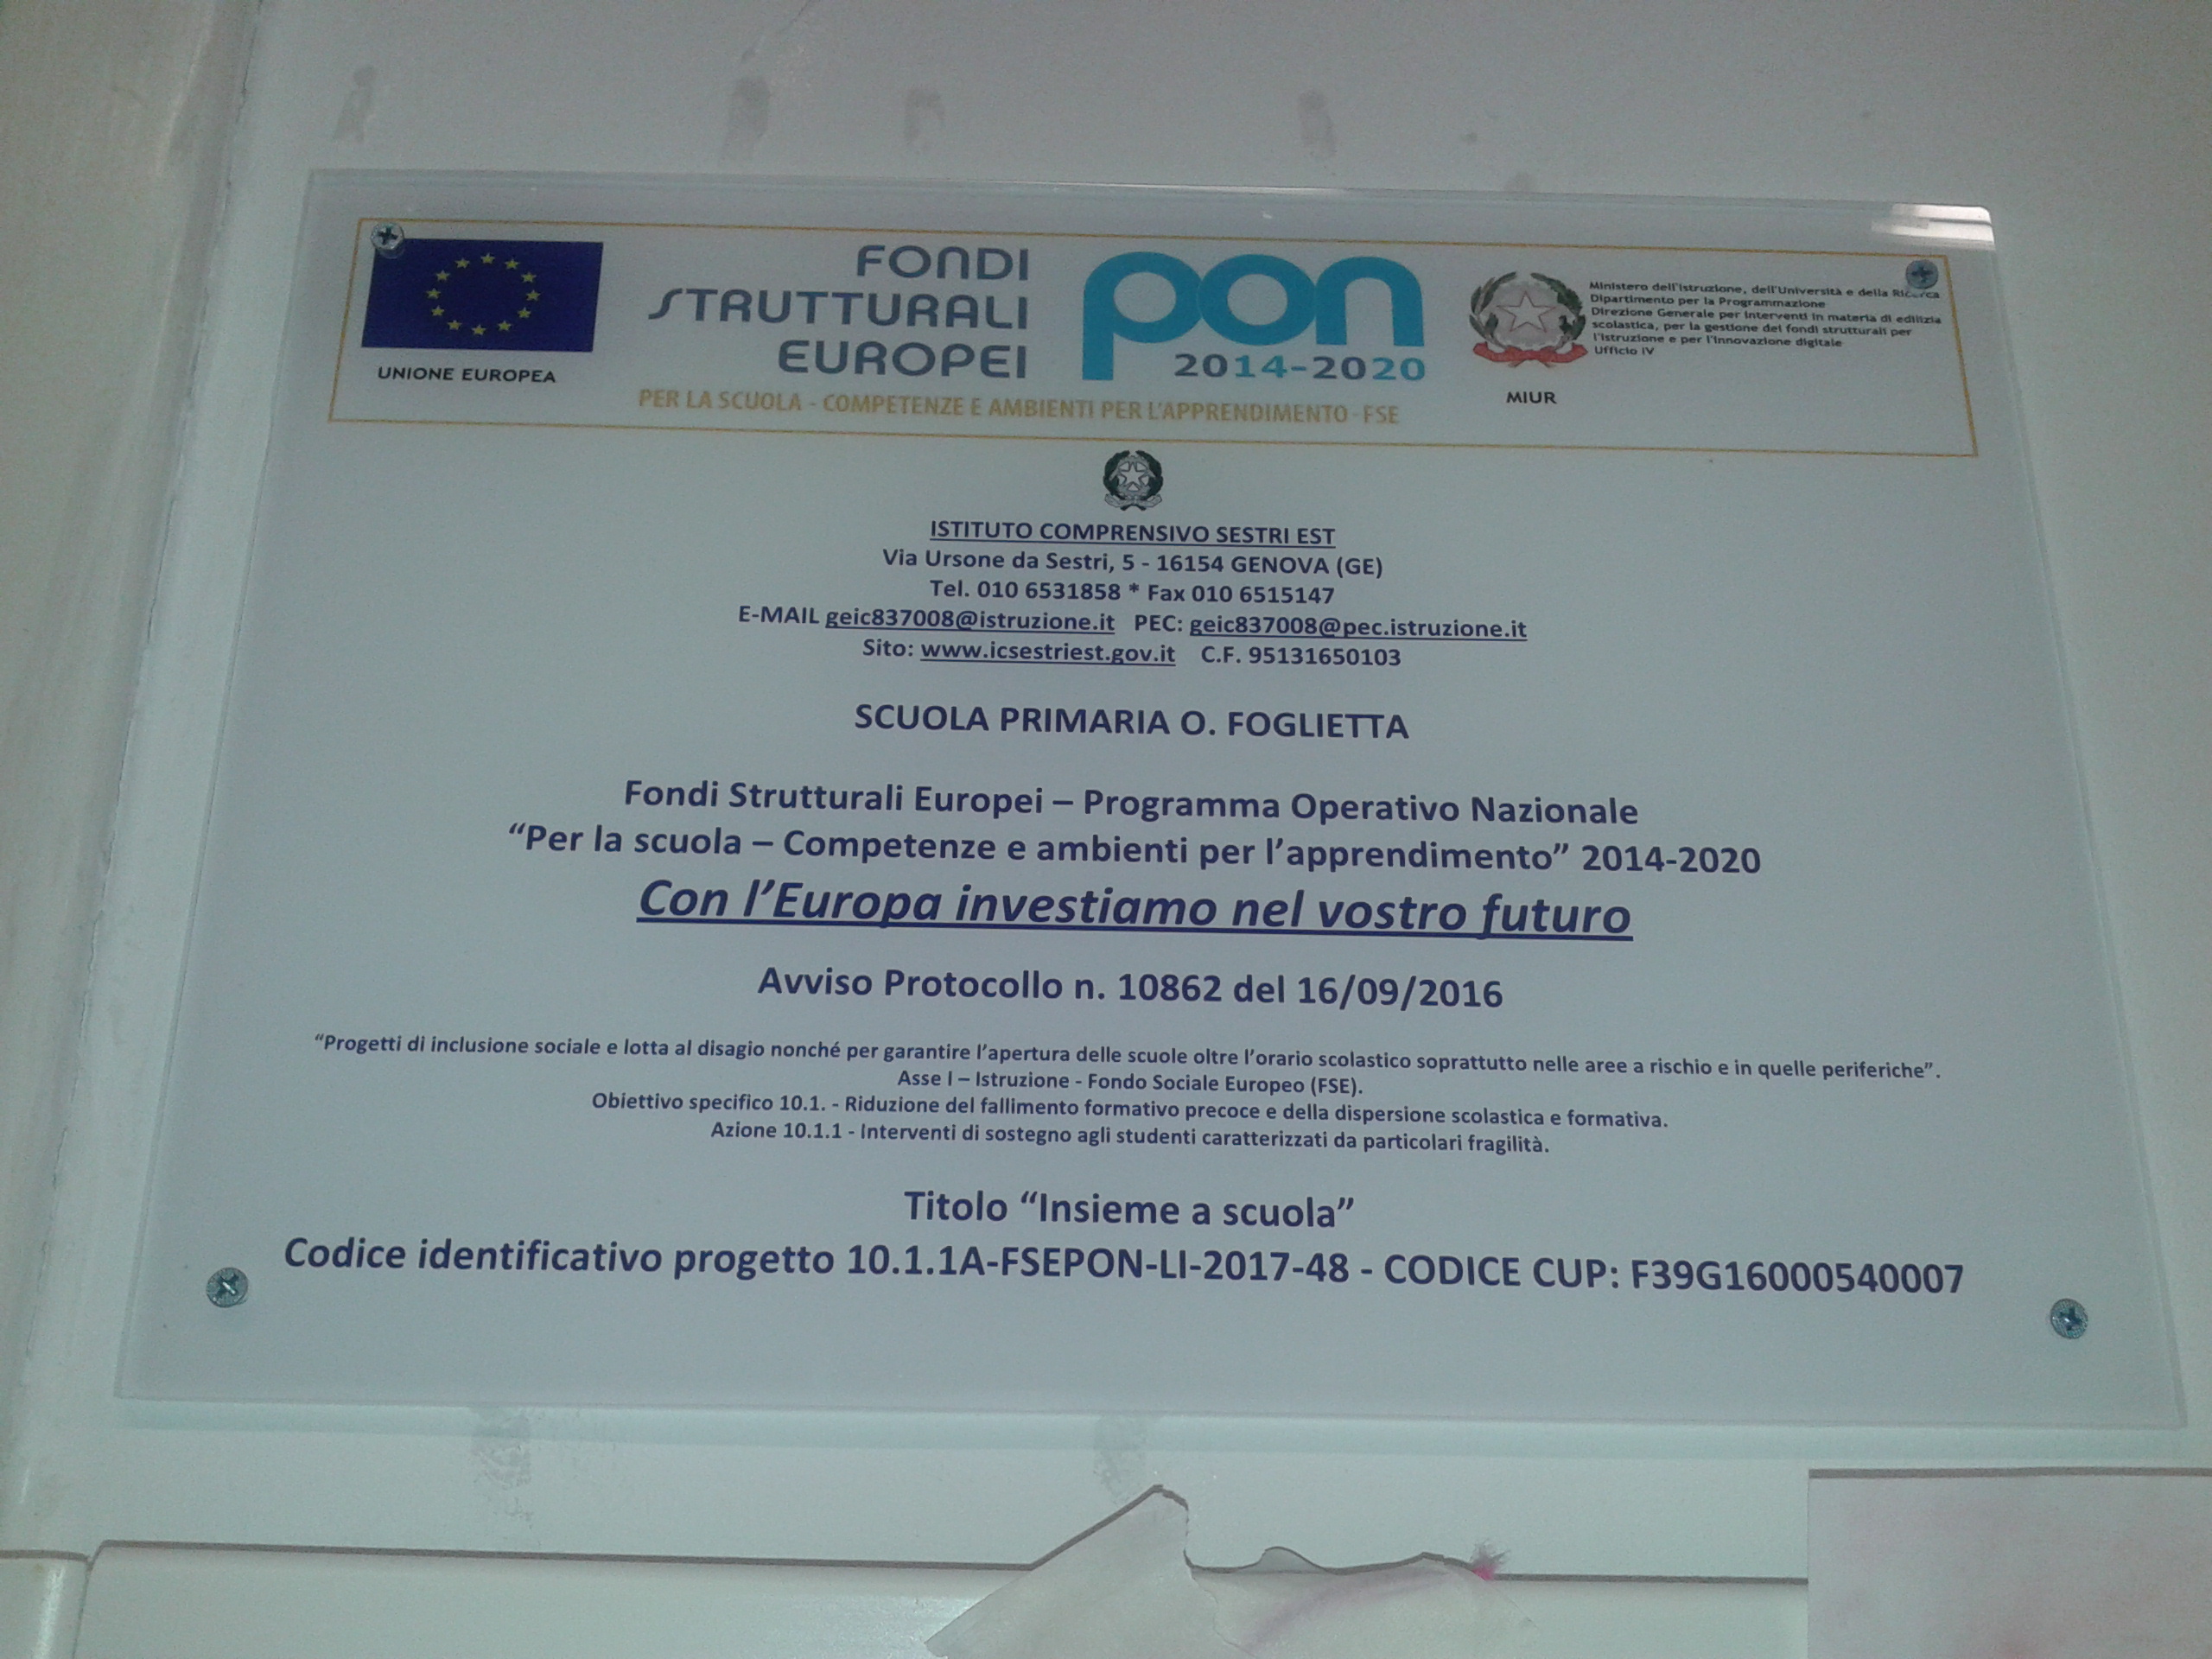 UNIONE EUROPEA
FONDI
STRUTTURALI
EUROPEI
pon
2014-2020
PER LA SCUOLA - COMPETENZE E AMBIENTI PER L'APPRENDIMENTO - FSE
MIUR
Ministero dell'Istruzione, dell'Università e della Ricerca
Dipartimento per la Programmazione
Direzione Generale per interventi in materia di edilizia
scolastica, per la gestione dei fondi strutturali per
l'istruzione e per l'innovazione digitale
Ufficio IV
ISTITUTO COMPRENSIVO SESTRI EST
Via Ursone da Sestri, 5 - 16154 GENOVA (GE)
Tel. 010 6531858 * Fax 010 6515147
E-MAIL geic837008@istruzione.it PEC: geic837008@pec.istruzione.it
Sito: www.icsestriest.gov.it C.F. 95131650103
SCUOLA PRIMARIA O. FOGLIETTA
Fondi Strutturali Europei – Programma Operativo Nazionale
“Per la scuola – Competenze e ambienti per l’apprendimento” 2014-2020
Con l’Europa investiamo nel vostro futuro
Avviso Protocollo n. 10862 del 16/09/2016
“Progetti di inclusione sociale e lotta al disagio nonché per garantire l’apertura delle scuole oltre l’orario scolastico soprattutto nelle aree a rischio e in quelle periferiche”.
Asse I – Istruzione - Fondo Sociale Europeo (FSE).
Obiettivo specifico 10.1. - Riduzione del fallimento formativo precoce e della dispersione scolastica e formativa.
Azione 10.1.1 - Interventi di sostegno agli studenti caratterizzati da particolari fragilità.
Titolo “Insieme a scuola”
Codice identificativo progetto 10.1.1A-FSEPON-LI-2017-48 - CODICE CUP: F39G16000540007